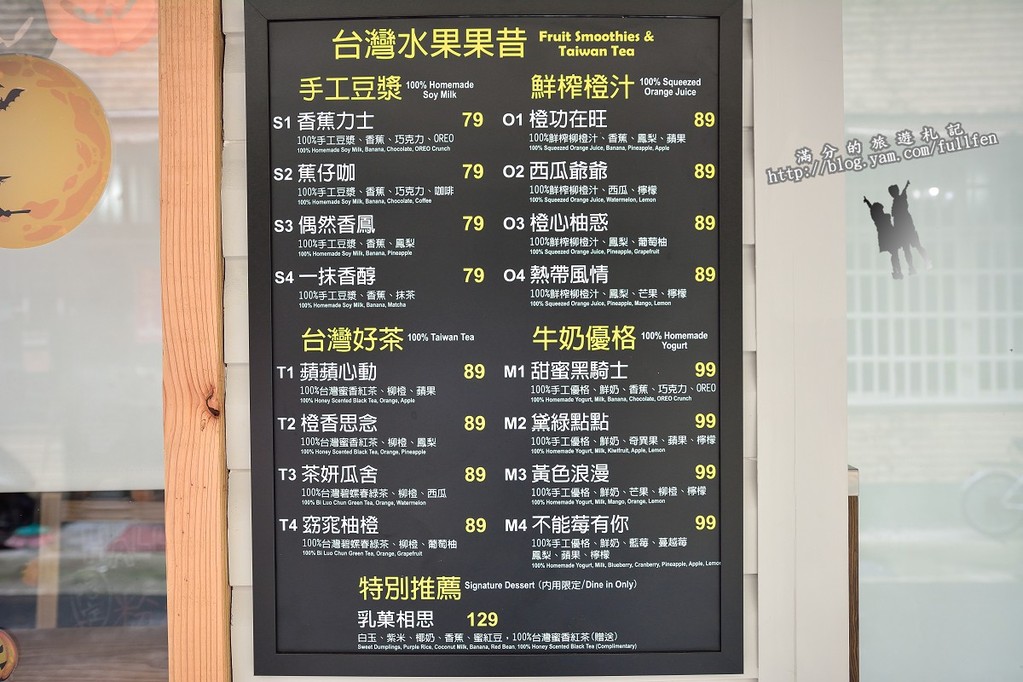 台灣水果果昔 Fruit Smoothies &
Taiwan Tea
手工豆漿 100% Homemade
Soy Milk
S1 香蕉力士 79
100%手工豆漿、香蕉、巧克力、OREO
100% Homemade Soy Milk, Banana, Chocolate, OREO Crunch
S2 蕉仔咖 79
100%手工豆漿、香蕉、巧克力、咖啡
100% Homemade Soy Milk, Banana, Chocolate, Coffee
S3 偶然香鳳 79
100%手工豆漿、香蕉、鳳梨
100% Homemade Soy Milk, Banana, Pineapple
S4 一抹香醇 79
100%手工豆漿、香蕉、抹茶
100% Homemade Soy Milk, Banana, Matcha
鮮榨橙汁 100% Squeezed
Orange Juice
O1 橙功在旺 89
100%鮮榨柳橙汁、香蕉、鳳梨、蘋果
100% Squeezed Orange Juice, Banana, Pineapple, Apple
O2 西瓜爺爺 89
100%鮮榨柳橙汁、西瓜、檸檬
100% Squeezed Orange Juice, Watermelon, Lemon
O3 橙心柚惑 89
100%鮮榨柳橙汁、鳳梨、葡萄柚
100% Squeezed Orange Juice, Pineapple, Grapefruit
O4 熱帶風情 89
100%鮮榨柳橙汁、鳳梨、芒果、檸檬
100% Squeezed Orange Juice, Pineapple, Mango, Lemon
台灣好茶 100% Taiwan Tea
T1 蘋蘋心動 89
100%台灣蜜香紅茶、柳橙、蘋果
100% Honey Scented Black Tea, Orange, Apple
T2 橙香思念 89
100%台灣蜜香紅茶、柳橙、鳳梨
100% Honey Scented Black Tea, Orange, Pineapple
T3 茶妍瓜舍 89
100%台灣碧螺春綠茶、柳橙、西瓜
100% Bi Luo Chun Green Tea, Orange, Watermelon
T4 窈窕柚橙 89
100%台灣碧螺春綠茶、柳橙、葡萄柚
100% Bi Luo Chun Green Tea, Orange, Grapefruit
牛奶優格 100% Homemade
Yogurt
M1 甜蜜黑騎士 99
100%手工優格、鮮奶、香蕉、巧克力、OREO
100% Homemade Yogurt, Milk, Banana, Chocolate, OREO Crunch
M2 黛綠點點 99
100%手工優格、鮮奶、奇異果、蘋果、檸檬
100% Homemade Yogurt, Milk, Kiwifruit, Apple, Lemon
M3 黃色浪漫 99
100%手工優格、鮮奶、芒果、柳橙、檸檬
100% Homemade Yogurt, Milk, Mango, Orange, Lemon
M4 不能莓有你 99
100%手工優格、鮮奶、藍莓、蔓越莓
鳳梨、蘋果、檸檬
100% Homemade Yogurt, Milk, Blueberry, Cranberry, Pineapple, Apple, Lemon
特別推薦 Signature Dessert (內用限定/Dine in Only)
乳菓相思 129
白玉、紫米、椰奶、香蕉、蜜紅豆，100%台灣蜜香紅茶(贈送)
Sweet Dumplings, Purple Rice, Coconut Milk, Banana, Red Bean, 100% Honey Scented Black Tea (Complimentary)
滿分的旅遊札記
http://blog.yam.com/fullfen